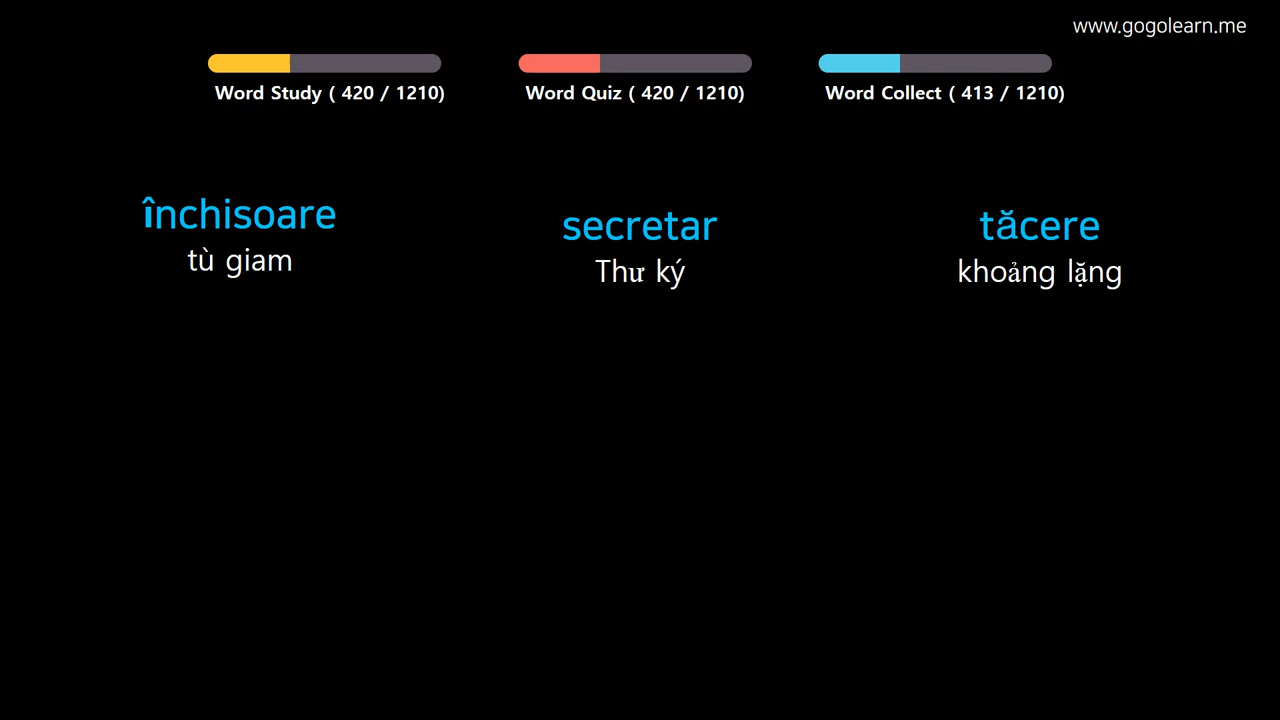 www.gogolearn.me
Word Study ( 420 / 1210)
Word Quiz ( 420 / 1210)
Word Collect ( 413 / 1210)
închisoare
tù giam
secretar
Thư ký
tăcere
khoảng lặng